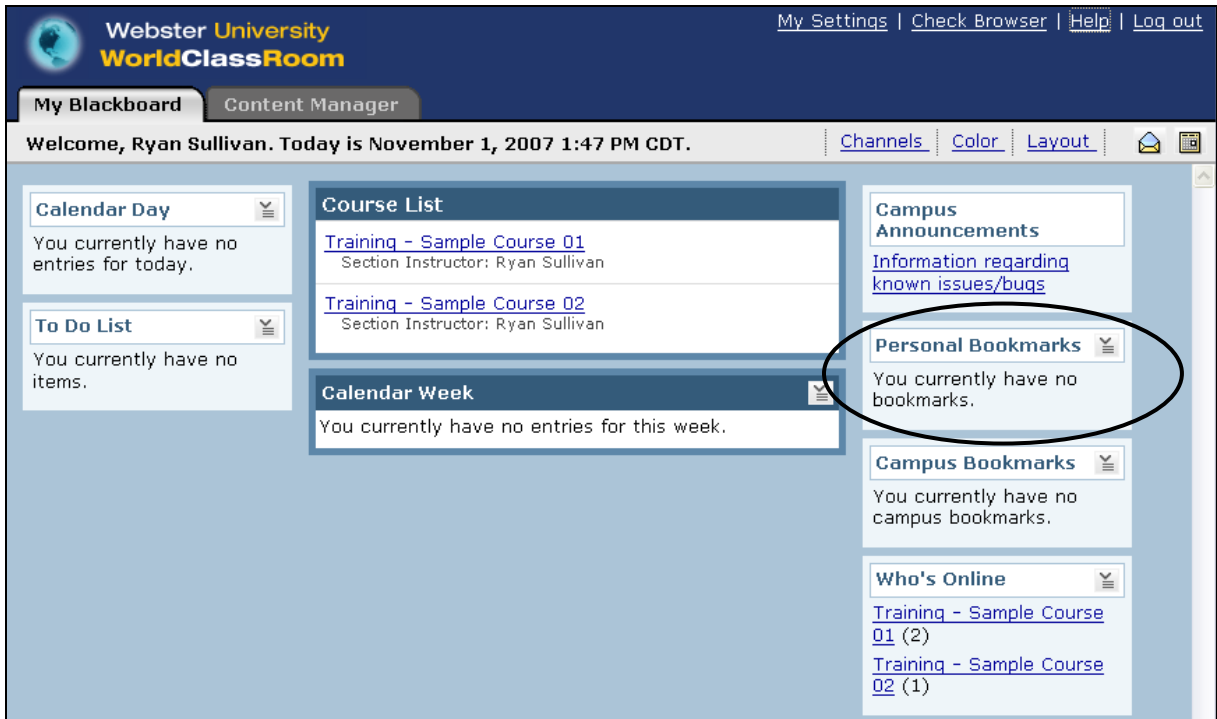 Webster University
WorldClassRoom
My Settings | Check Browser | Help | Log out
My Blackboard
Content Manager
Welcome, Ryan Sullivan. Today is November 1, 2007 1:47 PM CDT.
Channels
Color
Layout
Calendar Day
You currently have no
entries for today.
To Do List
You currently have no
items.
Course List
Training - Sample Course 01
Section Instructor: Ryan Sullivan
Training - Sample Course 02
Section Instructor: Ryan Sullivan
Calendar Week
You currently have no entries for this week.
Campus
Announcements
Information regarding
known issues/bugs
Personal Bookmarks
You currently have no
bookmarks.
Campus Bookmarks
You currently have no
campus bookmarks.
Who's Online
Training - Sample Course
01 (2)
Training - Sample Course
02 (1)